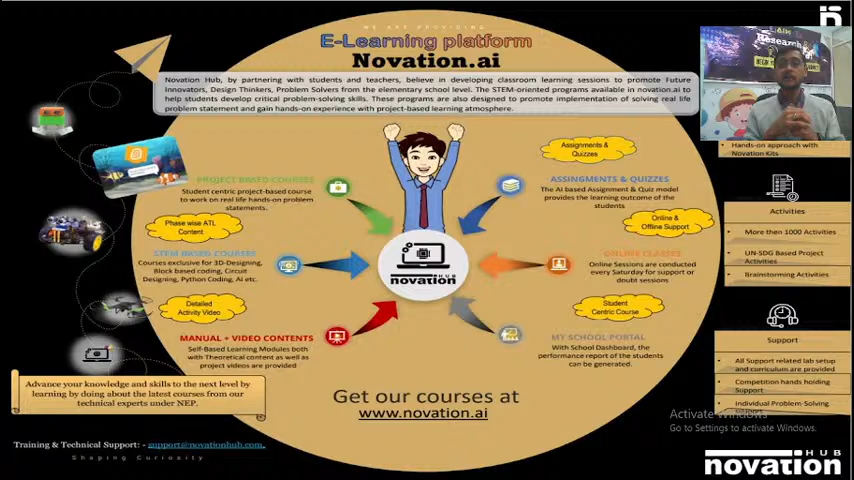 WE ARE PROVIDING
E-Learning platform
Novation.ai
Novation Hub, by partnering with students and teachers, believe in developing classroom learning sessions to promote Future
Innovators, Design Thinkers, Problem Solvers from the elementary school level. The STEM-oriented programs available in novation.ai to
help students develop critical problem-solving skills. These programs are also designed to promote implementation of solving real life
problem statement and gain hands-on experience with project-based learning atmosphere.
PROJECT BASED COURSES
Student centric project-based course
to work on real life hands-on problem
statements.
Phase wise ATL
Content
STEM BASED COURSES
Courses exclusive for 3D-Designing,
Block based coding, Circuit
Designing, Python Coding, AI etc.
Detailed
Activity Video
MANUAL + VIDEO CONTENTS
Self-Based Learning Modules both
with Theoretical content as well as
project videos are provided
Assignments &
Quizzes
ASSINGMENTS & QUIZZES
The AI based Assignment & Quiz model
provides the learning outcome of the
students
Online &
Offline Support
ONLINE CLASSES
Online Sessions are conducted
every Saturday for support or
doubt sessions
Student
Centric Course
MY SCHOOL PORTAL
With School Dashboard, the
performance report of the students
can be generated.
HUB
novation
Get our courses at
www.novation.ai
Advance your knowledge and skills to the next level by
learning by doing about the latest courses from our
technical experts under NEP.
Training & Technical Support: - support@novationhub.com.
Shaping Curiosity
Research
Hands-on approach with
Novation Kits
Activities
More then 1000 Activities
UN-SDG Based Project
Activities
Brainstorming Activities
Support
All Support related lab setup
and curriculum are provided
Competition hands holding
Support
Individual Problem-Solving
Activate Windows
Go to Settings to activate Windows.
HUB
novation